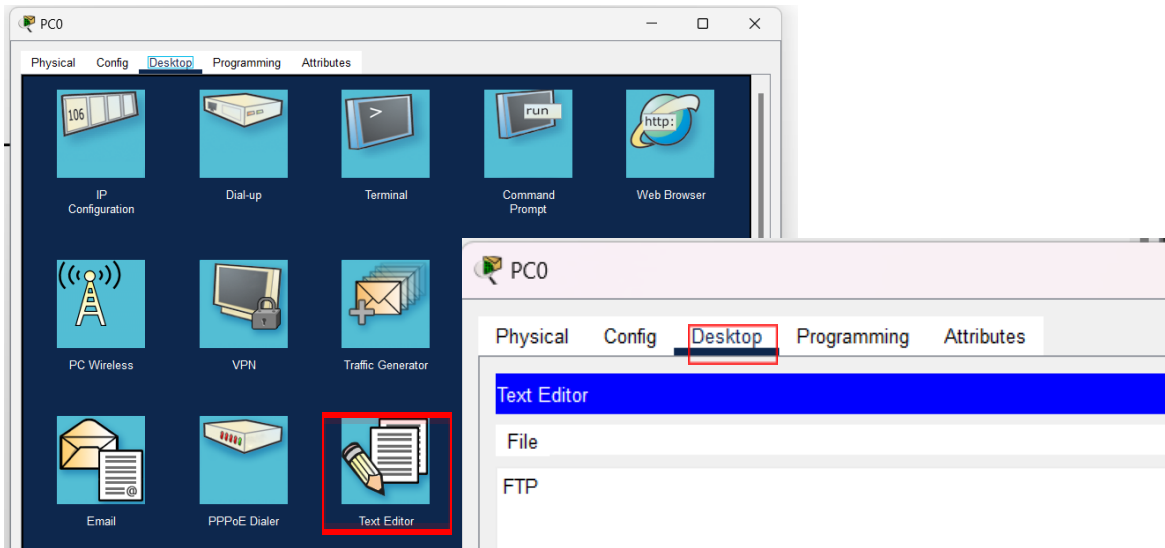 PC0
Physical Config Desktop Programming Attributes
106
>
run
http:
IP
Configuration
Dial-up
Terminal
Command
Prompt
Web Browser
PC Wireless
VPN
Traffic Generator
@
Email
PPPoE Dialer
Text Editor
PC0
Physical Config Desktop Programming Attributes
Text Editor
File
FTP